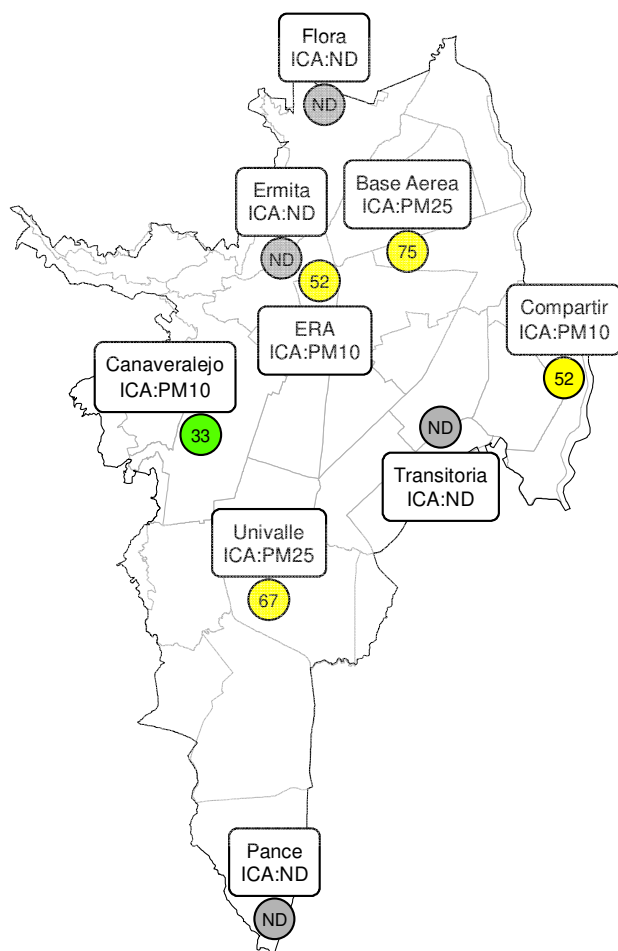 Flora
ICA:ND
ND
Ermita
ICA:ND
ND
Base Aerea
ICA:PM25
75
52
ERA
ICA:PM10
Compartir
ICA:PM10
52
Canaveralejo
ICA:PM10
33
ND
Transitoria
ICA:ND
Univalle
ICA:PM25
67
Pance
ICA:ND
ND